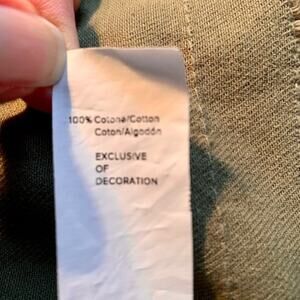 100% Cotone/Cotton
Coton/Algodón
EXCLUSIVE
OF
DECORATION